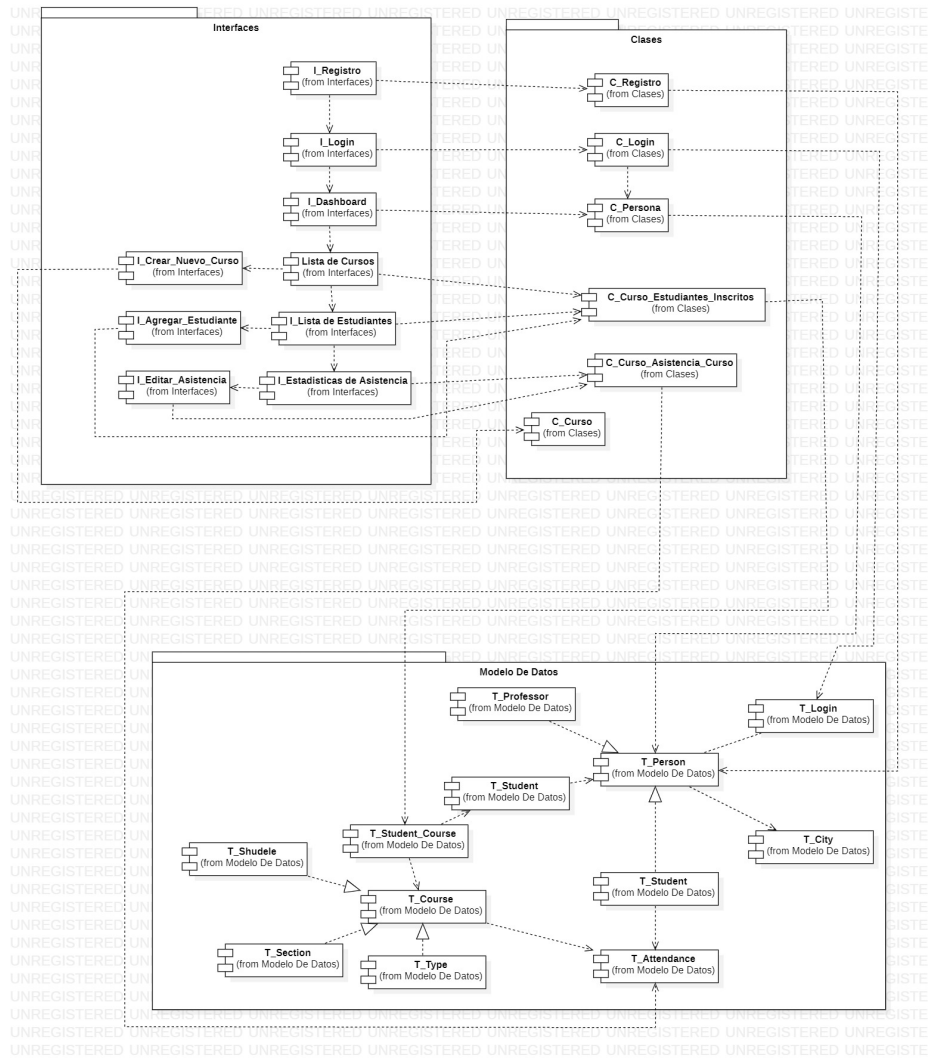 Interfaces
I_Registro
(from Interfaces)
I_Login
(from Interfaces)
I_Dashboard
(from Interfaces)
I_Crear_Nuevo_Curso
(from Interfaces)
Lista de Cursos
(from Interfaces)
I_Agregar_Estudiante
(from Interfaces)
I_Lista de Estudiantes
(from Interfaces)
I_Editar_Asistencia
(from Interfaces)
I_Estadisticas de Asistencia
(from Interfaces)
Clases
C_Registro
(from Clases)
C_Login
(from Clases)
C_Persona
(from Clases)
C_Curso_Estudiantes_Inscritos
(from Clases)
C_Curso_Asistencia_Curso
(from Clases)
C_Curso
(from Clases)
Modelo De Datos
T_Professor
(from Modelo De Datos)
T_Login
(from Modelo De Datos)
T_Person
(from Modelo De Datos)
T_Student
(from Modelo De Datos)
T_Student_Course
(from Modelo De Datos)
T_City
(from Modelo De Datos)
T_Shudele
(from Modelo De Datos)
T_Student
(from Modelo De Datos)
T_Course
(from Modelo De Datos)
T_Section
(from Modelo De Datos)
T_Type
(from Modelo De Datos)
T_Attendance
(from Modelo De Datos)
UNREGISTERED